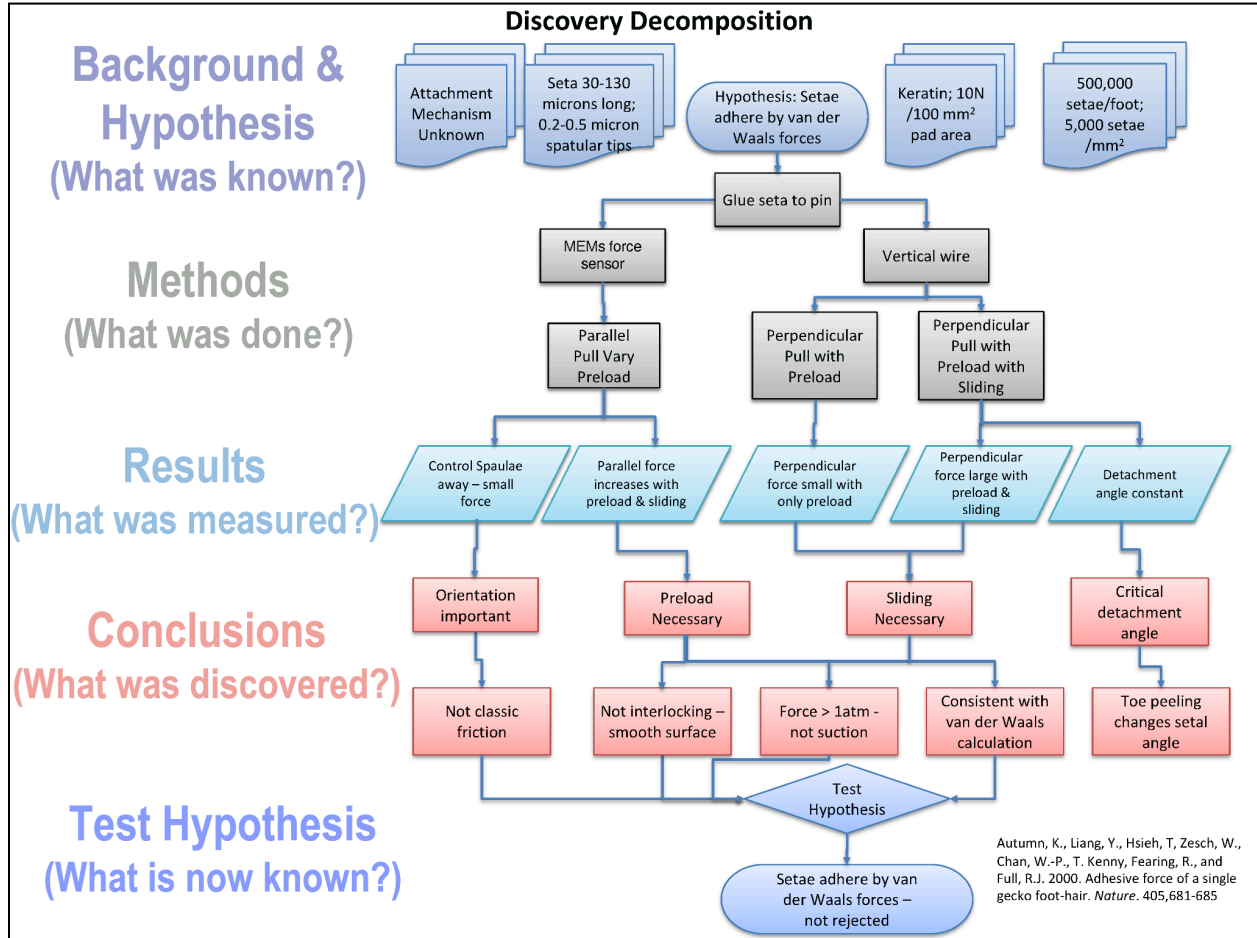 Discovery Decomposition
Background &
Hypothesis
(What was known?)
Attachment
Mechanism
Unknown
Seta 30-130
microns long;
0.2-0.5 micron
spatular tips
Hypothesis: Setae
adhere by van der
Waals forces
Keratin; 10N
/100 mm²
pad area
500,000
setae/foot;
5,000 setae
/mm²
Glue seta to pin
Methods
(What was done?)
MEMs force
sensor
Vertical wire
Parallel
Pull Vary
Preload
Perpendicular
Pull with
Preload
Perpendicular
Pull with
Preload with
Sliding
Results
(What was measured?)
Control Spaulae
away – small
force
Parallel force
increases with
preload & sliding
Perpendicular
force small with
only preload
Perpendicular
force large with
preload &
sliding
Detachment
angle constant
Conclusions
(What was discovered?)
Orientation
important
Preload
Necessary
Sliding
Necessary
Critical
detachment
angle
Not classic
friction
Not interlocking –
smooth surface
Force > 1atm -
not suction
Consistent with
van der Waals
calculation
Toe peeling
changes setal
angle
Test Hypothesis
(What is now known?)
Test
Hypothesis
Setae adhere by van
der Waals forces –
not rejected
Autumn, K., Liang, Y., Hsieh, T, Zesch, W.,
Chan, W.-P., T. Kenny, Fearing, R., and
Full, R.J. 2000. Adhesive force of a single
gecko foot-hair. Nature. 405,681-685